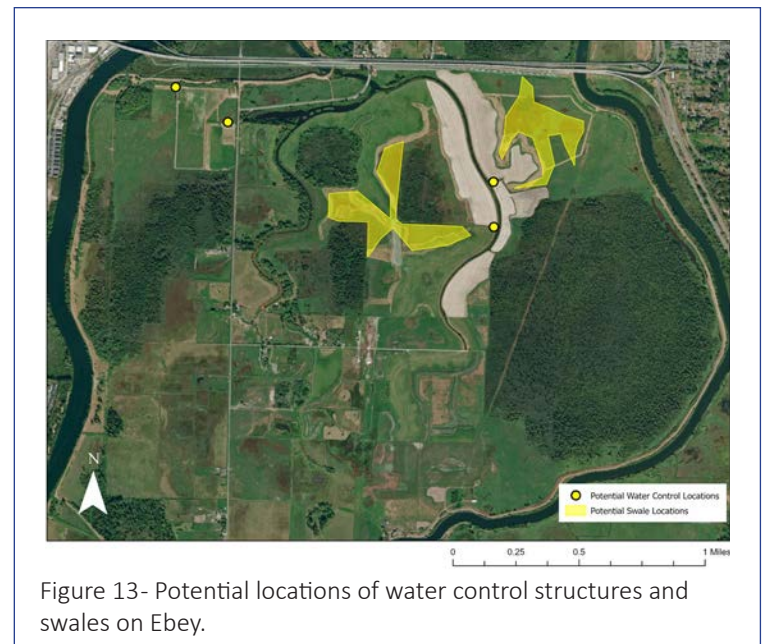 N
Potential Water Control Locations
Potential Swale Locations
0 0.25 0.5 1 Miles
Figure 13- Potential locations of water control structures and
swales on Ebey.